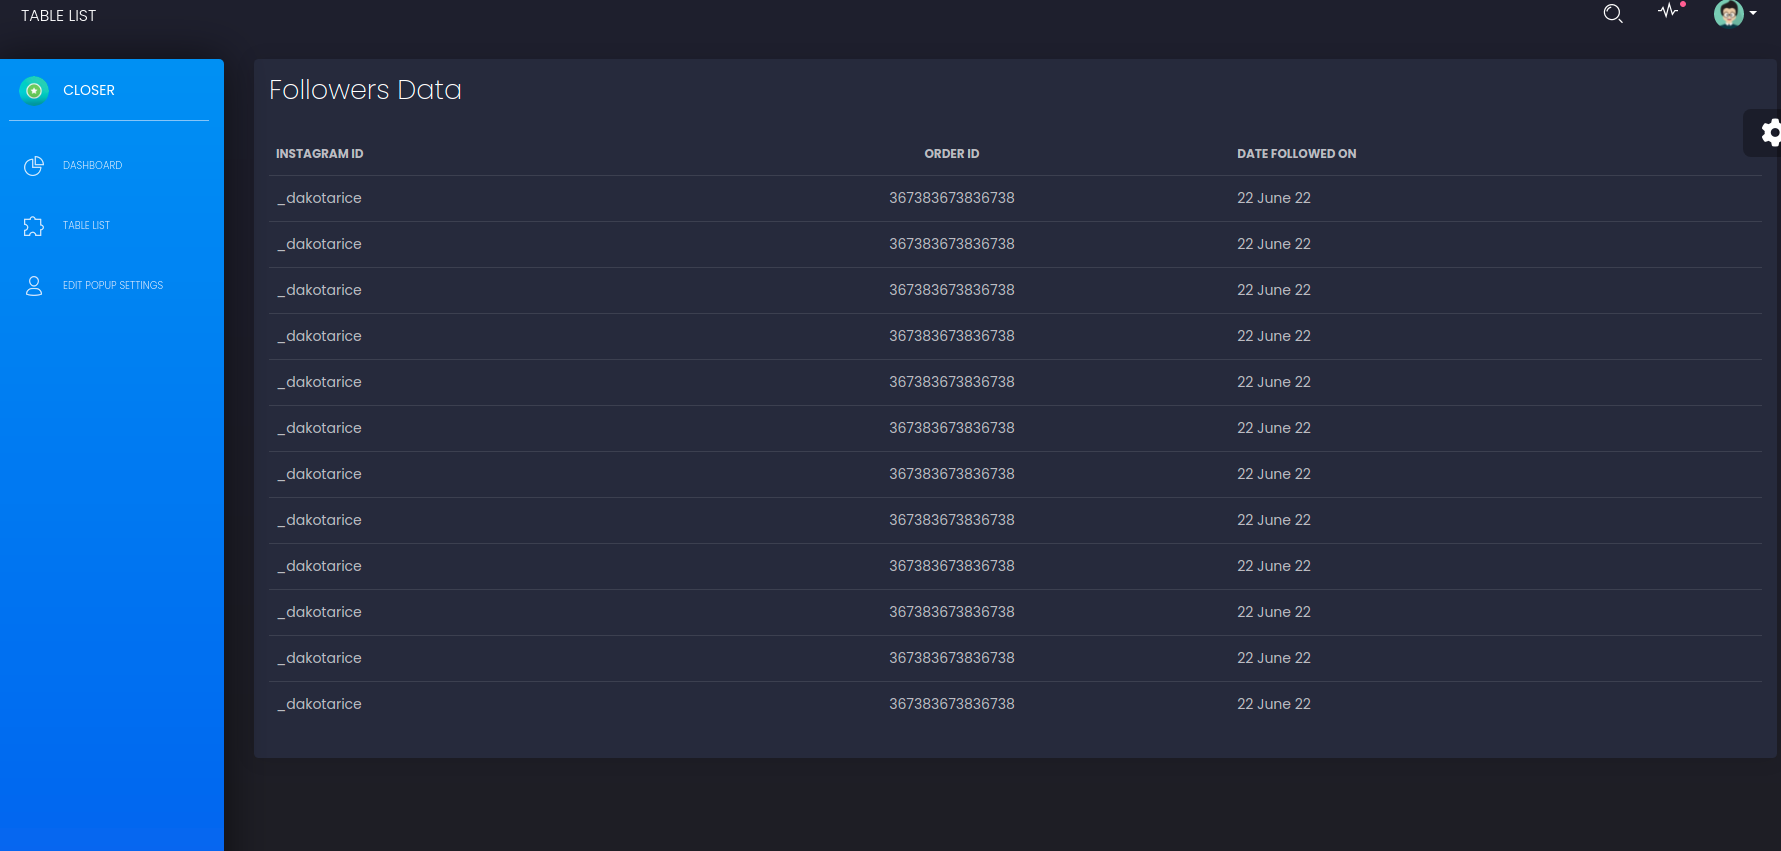 TABLE LIST
CLOSER
DASHBOARD
TABLE LIST
EDIT POPUP SETTINGS
Followers Data
INSTAGRAM ID ORDER ID DATE FOLLOWED ON
_dakotarice 367383673836738 22 June 22
_dakotarice 367383673836738 22 June 22
_dakotarice 367383673836738 22 June 22
_dakotarice 367383673836738 22 June 22
_dakotarice 367383673836738 22 June 22
_dakotarice 367383673836738 22 June 22
_dakotarice 367383673836738 22 June 22
_dakotarice 367383673836738 22 June 22
_dakotarice 367383673836738 22 June 22
_dakotarice 367383673836738 22 June 22
_dakotarice 367383673836738 22 June 22
_dakotarice 367383673836738 22 June 22